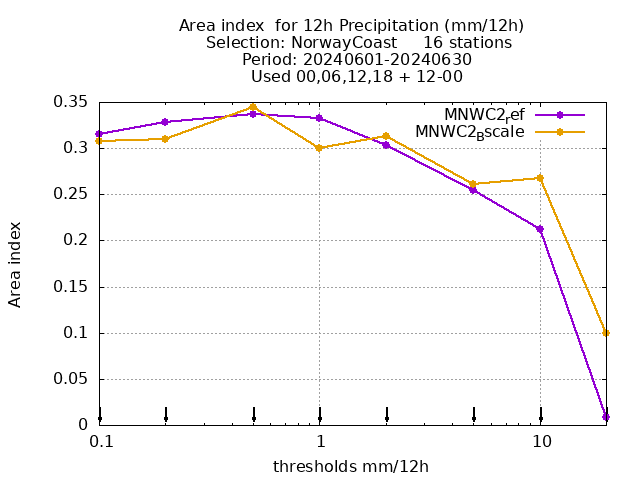 Area index  for 12h Precipitation (mm/12h)
Selection: NorwayCoast     16 stations
Period: 20240601-20240630
Used 00,06,12,18 + 12-00
MNWC2ref
MNWC2Bscale
0.35
0.3
0.25
0.2
0.15
0.1
0.05
0
Area index
0.1
1
10
thresholds mm/12h